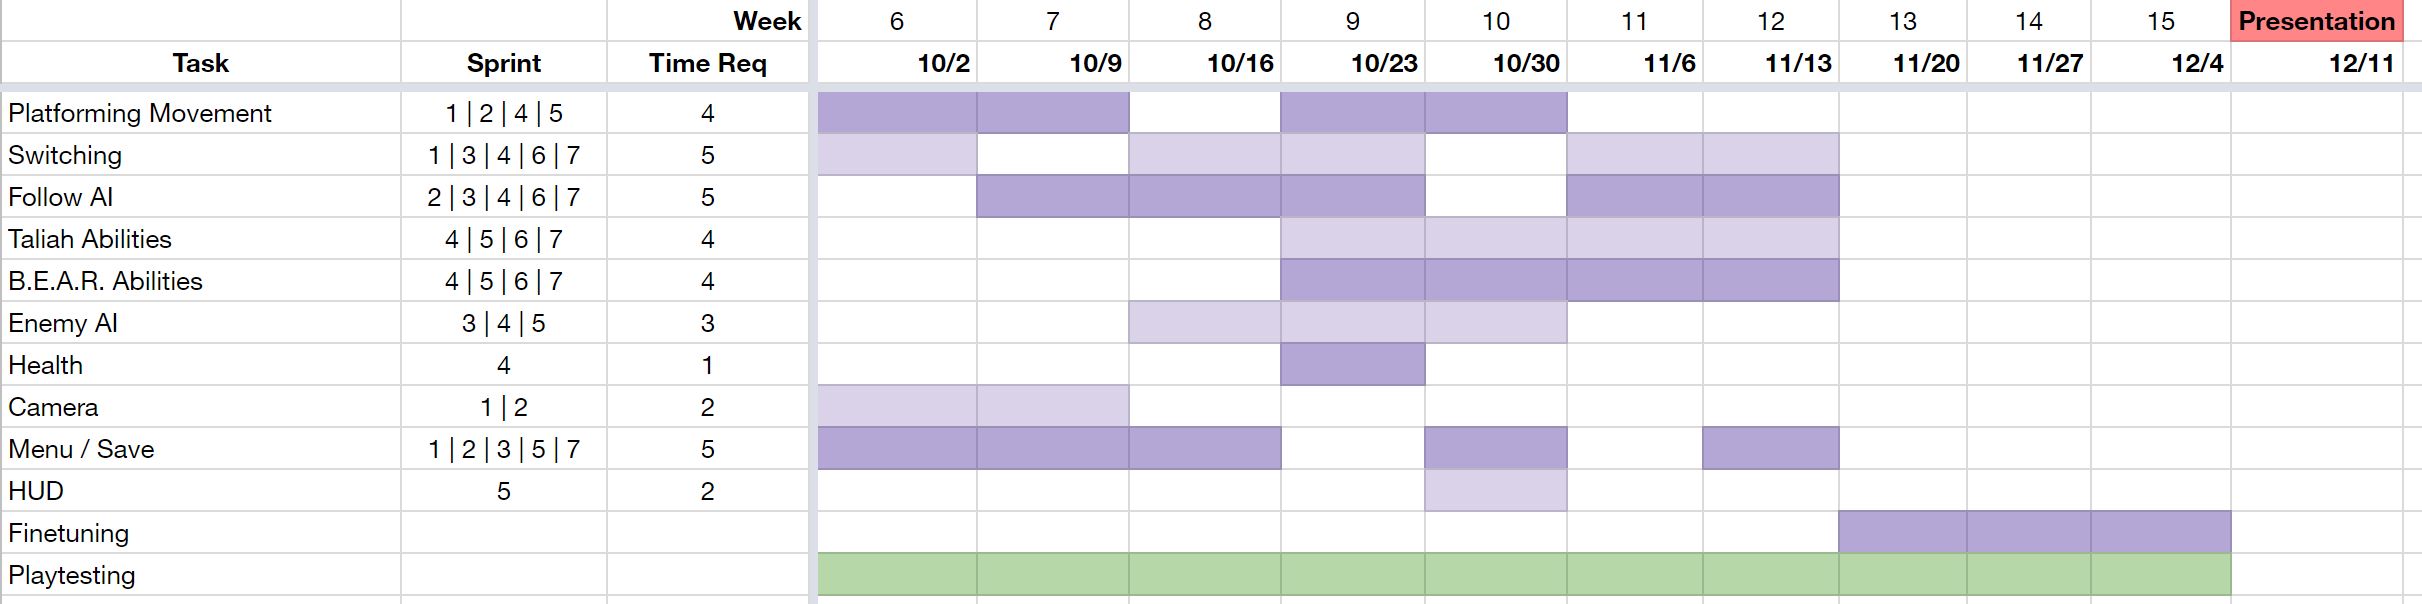 Week 6 7 8 9 10 11 12 13 14 15 Presentation
Task Sprint Time Req 10/2 10/9 10/16 10/23 10/30 11/6 11/13 11/20 11/27 12/4 12/11
Platforming Movement 1 | 2 | 4 | 5 4
Switching 1 | 3 | 4 | 6 | 7 5
Follow AI 2 | 3 | 4 | 6 | 7 5
Taliah Abilities 4 | 5 | 6 | 7 4
B.E.A.R. Abilities 4 | 5 | 6 | 7 4
Enemy AI 3 | 4 | 5 3
Health 4 1
Camera 1 | 2 2
Menu / Save 1 | 2 | 3 | 5 | 7 5
HUD 5 2
Finetuning
Playtesting